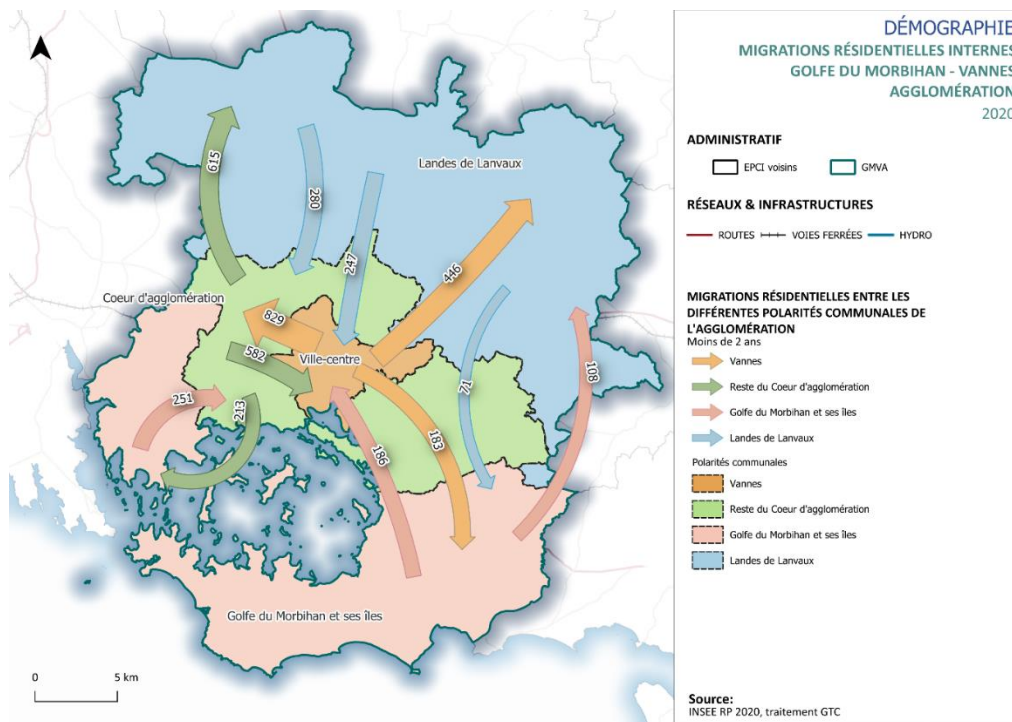 DÉMOGRAPHIE
MIGRATIONS RÉSIDENTIELLES INTERNES
GOLFE DU MORBIHAN - VANNES
AGGLOMÉRATION
2020
ADMINISTRATIF
EPCI voisins
GMVA
RÉSEAUX & INFRASTRUCTURES
ROUTES
VOIES FERRÉES
HYDRO
MIGRATIONS RÉSIDENTIELLES ENTRE LES
DIFFÉRENTES POLARITÉS COMMUNALES DE
L'AGGLOMÉRATION
Moins de 2 ans
Vannes
Reste du Coeur d'agglomération
Golfe du Morbihan et ses îles
Landes de Lanvaux
Polarités communales
Vannes
Reste du Coeur d'agglomération
Golfe du Morbihan et ses îles
Landes de Lanvaux
Source:
INSEE RP 2020, traitement GTC
615
280
Landes de Lanvaux
247
446
Coeur d'agglomération
829
Ville-centre
582
71
108
251
213
186
183
Golfe du Morbihan et ses îles
0
5 km